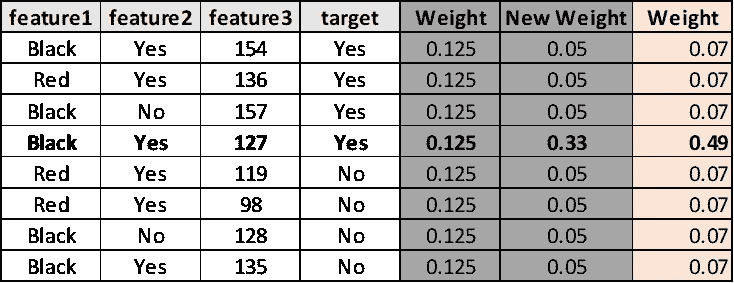 feature1 feature2 feature3 target Weight New Weight Weight
Black Yes 154 Yes 0.125 0.05 0.07
Red Yes 136 Yes 0.125 0.05 0.07
Black No 157 Yes 0.125 0.05 0.07
Black Yes 127 Yes 0.125 0.33 0.49
Red Yes 119 No 0.125 0.05 0.07
Red Yes 98 No 0.125 0.05 0.07
Black No 128 No 0.125 0.05 0.07
Black Yes 135 No 0.125 0.05 0.07